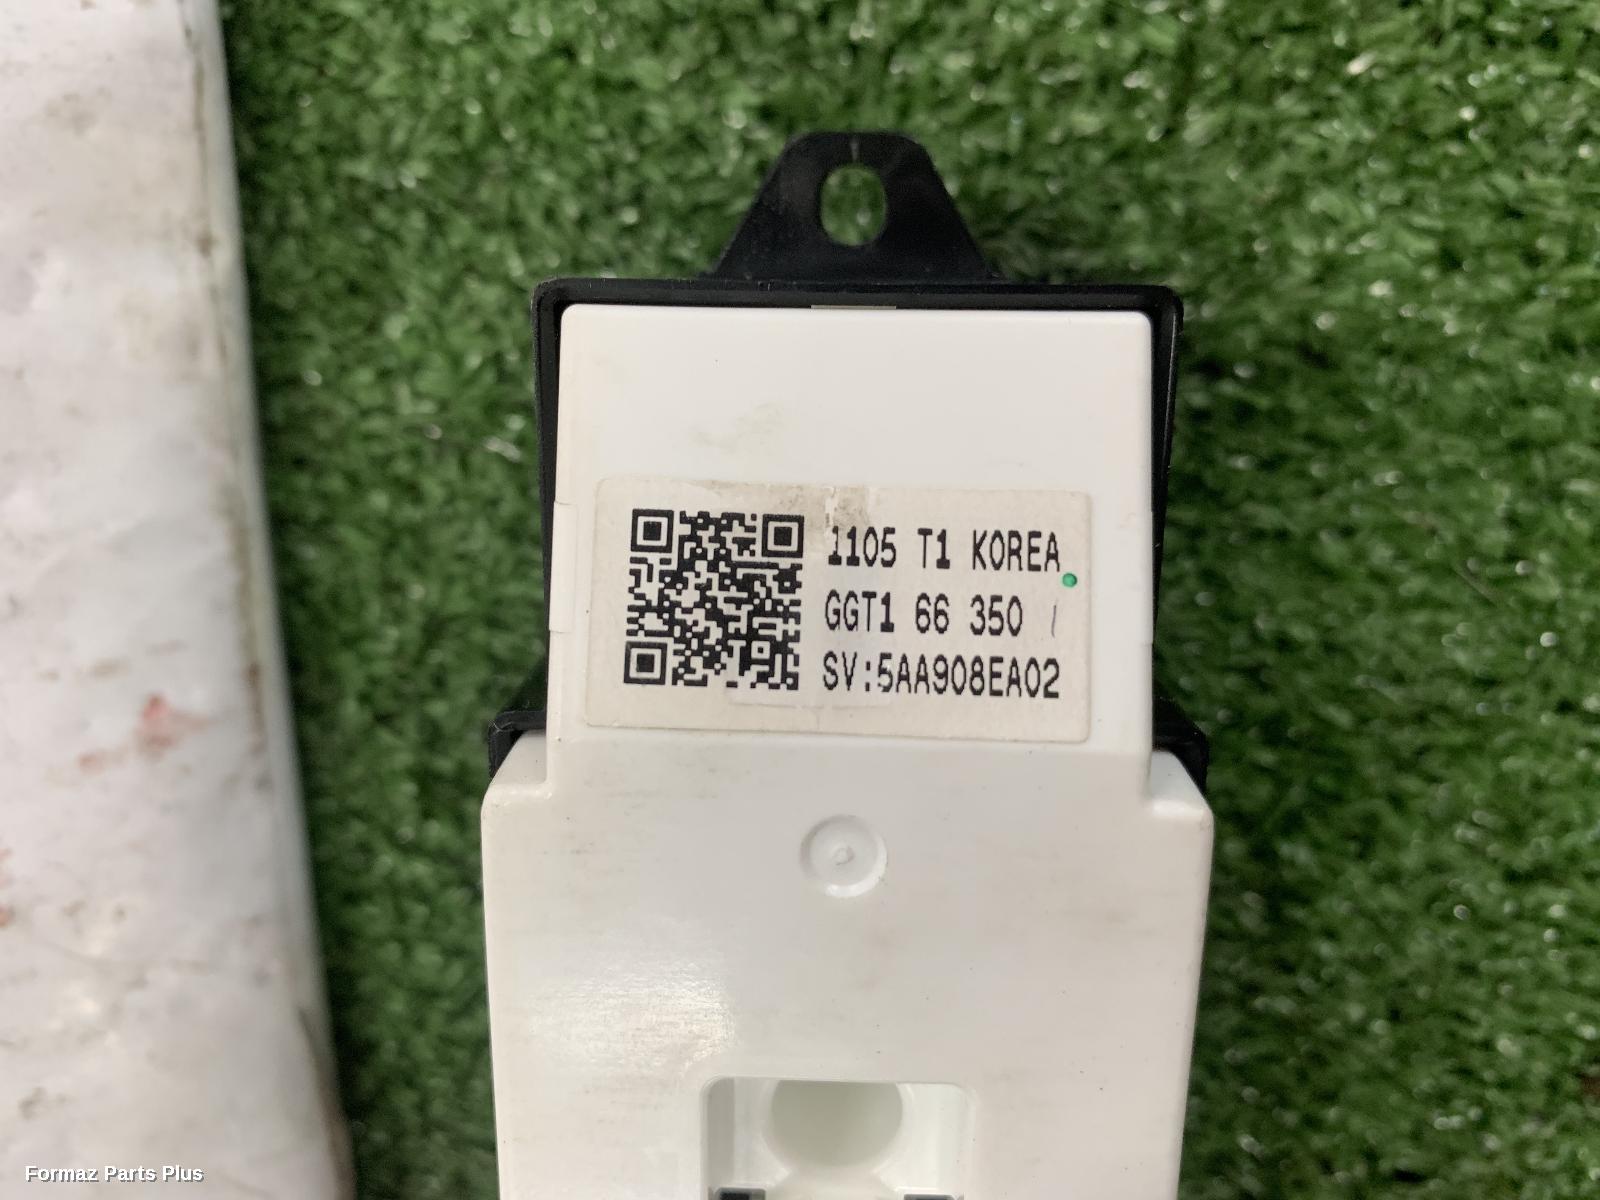 1105 T1 KOREA
GGT1 66 350
SV:5AA908EA02
Formaz Parts Plus